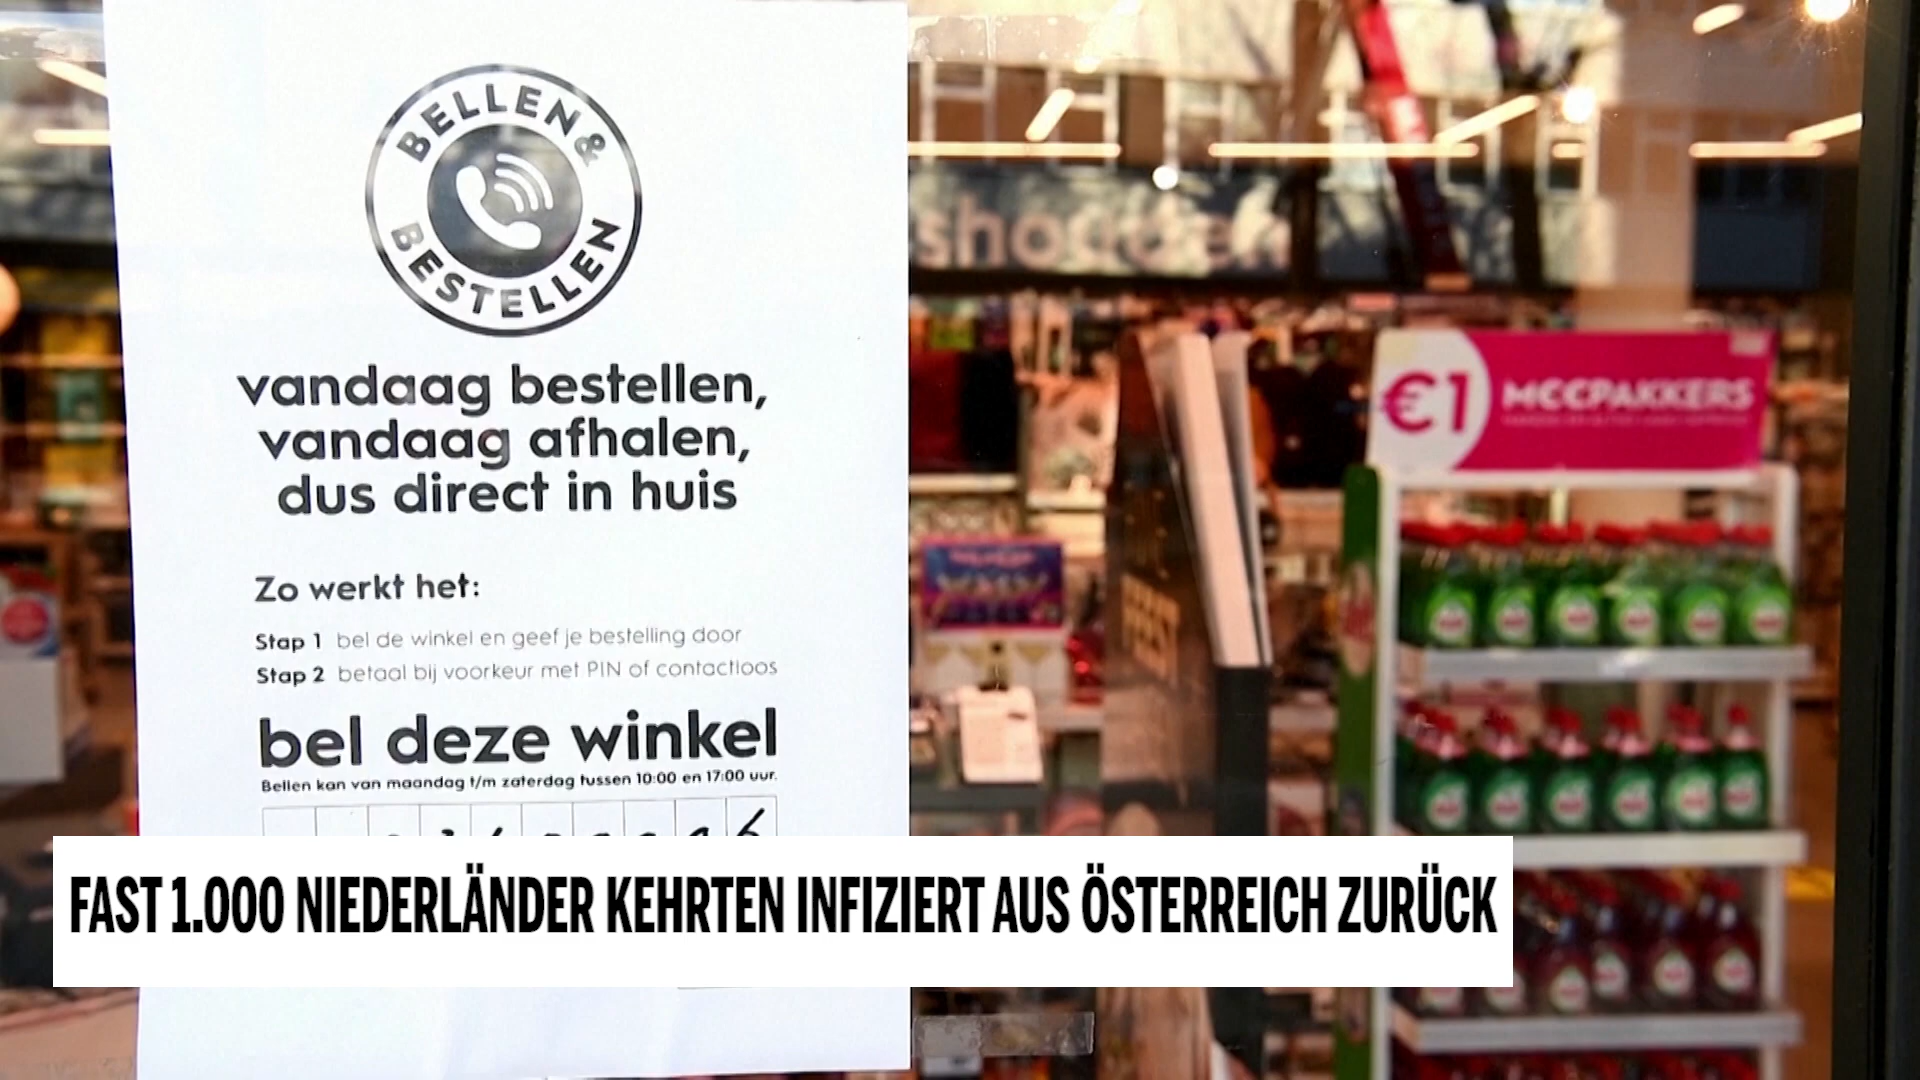 BELLEN &
BESTELLEN
vandaag bestellen,
vandaag afhalen,
dus direct in huis
Zo werkt het:
Stap 1 bel de winkel en geef je bestelling door
Stap 2 betaal bij voorkeur met PIN of contactloos
bel deze winkel
Bellen kan van maandag t/m zaterdag tussen 10:00 en 17:00 uur.
€1 MCCPAKKERS
FAST 1.000 NIEDERLÄNDER KEHRTEN INFIZIERT AUS ÖSTERREICH ZURÜCK